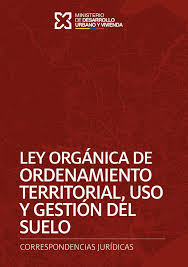 MINISTERIO
DE DESARROLLO
URBANO Y VIVIENDA
LEY ORGÁNICA DE
ORDENAMIENTO
TERRITORIAL, USO
Y GESTIÓN DEL
SUELO
CORRESPONDENCIAS JURÍDICAS